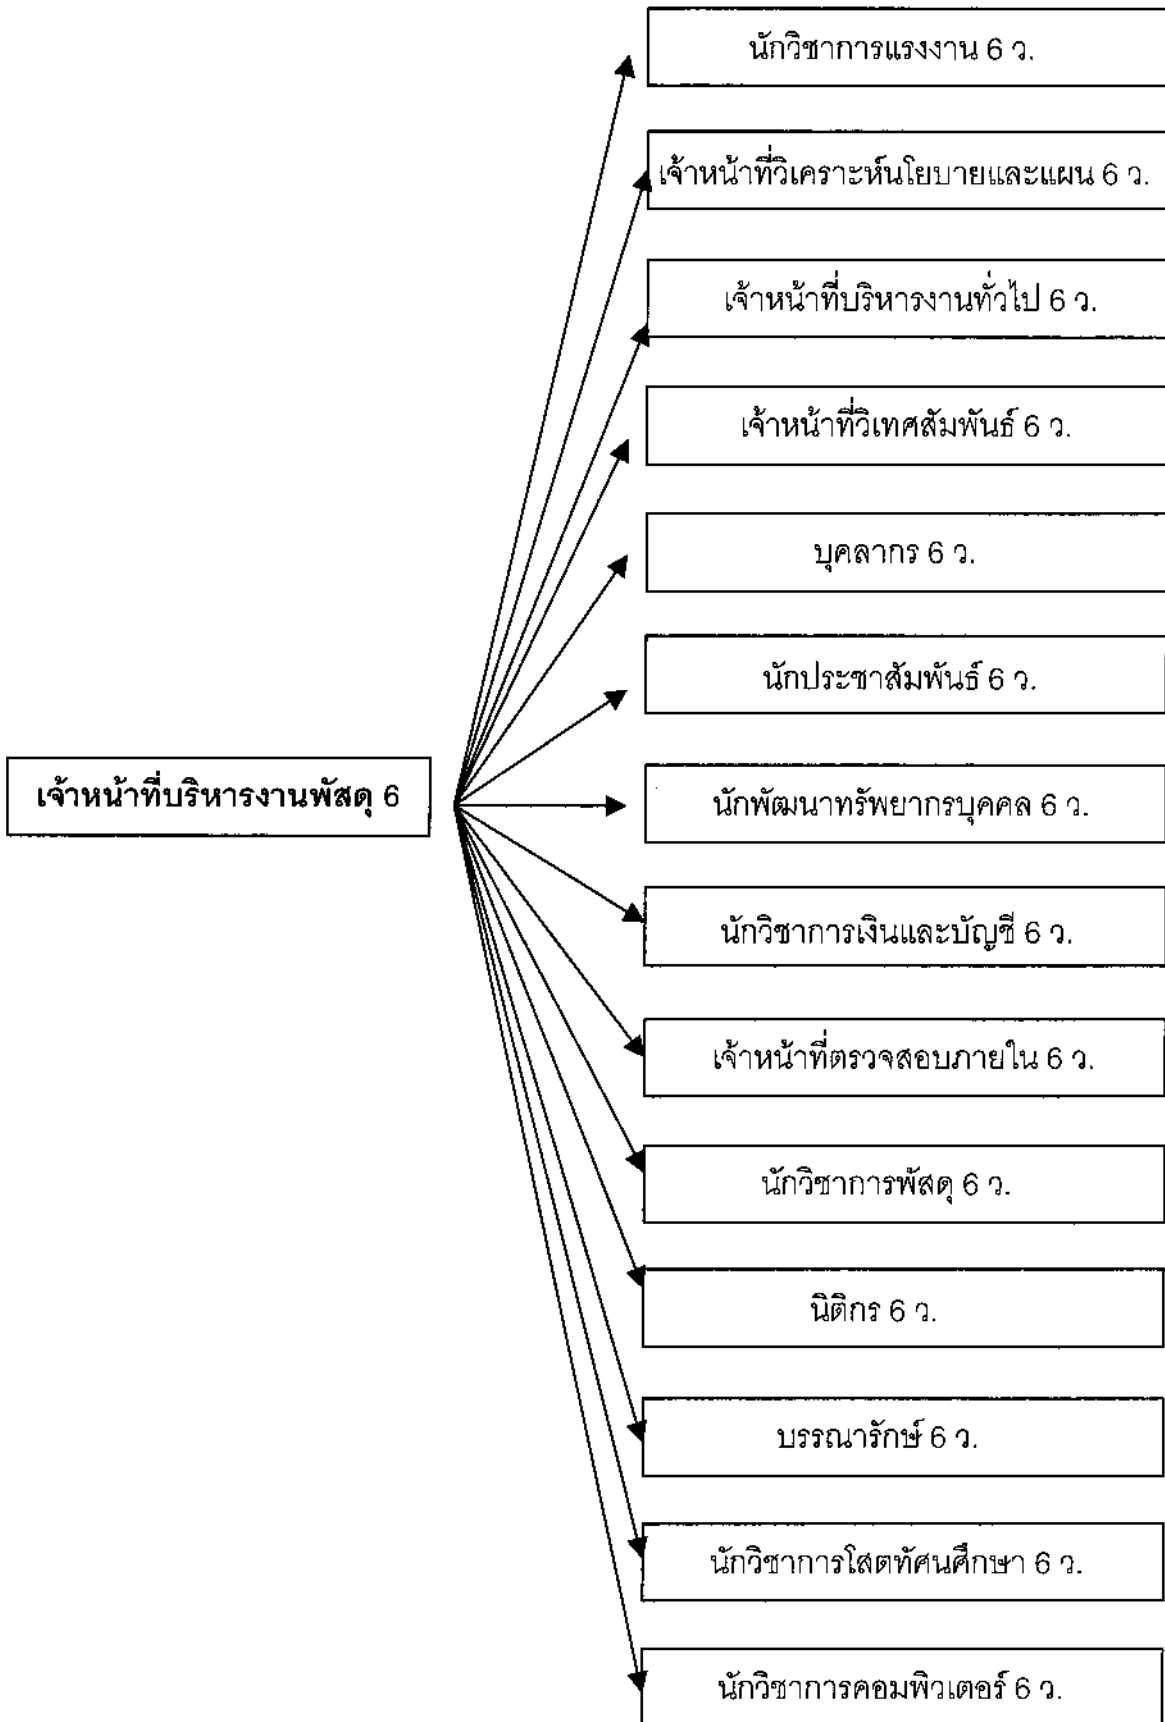 นักวิชาการแรงงาน 6 ว.
เจ้าหน้าที่วิเคราะห์นโยบายและแผน 6 ว.
เจ้าหน้าที่บริหารงานทั่วไป 6 ว.
เจ้าหน้าที่วิเทศสัมพันธ์ 6 ว.
บุคลากร 6 ว.
นักประชาสัมพันธ์ 6 ว.
เจ้าหน้าที่บริหารงานพัสดุ 6
นักพัฒนาทรัพยากรบุคคล 6 ว.
นักวิชาการเงินและบัญชี 6 ว.
เจ้าหน้าที่ตรวจสอบภายใน 6 ว.
นักวิชาการพัสดุ 6 ว.
นิติกร 6 ว.
บรรณารักษ์ 6 ว.
นักวิชาการโสตทัศนศึกษา 6 ว.
นักวิชาการคอมพิวเตอร์ 6 ว.